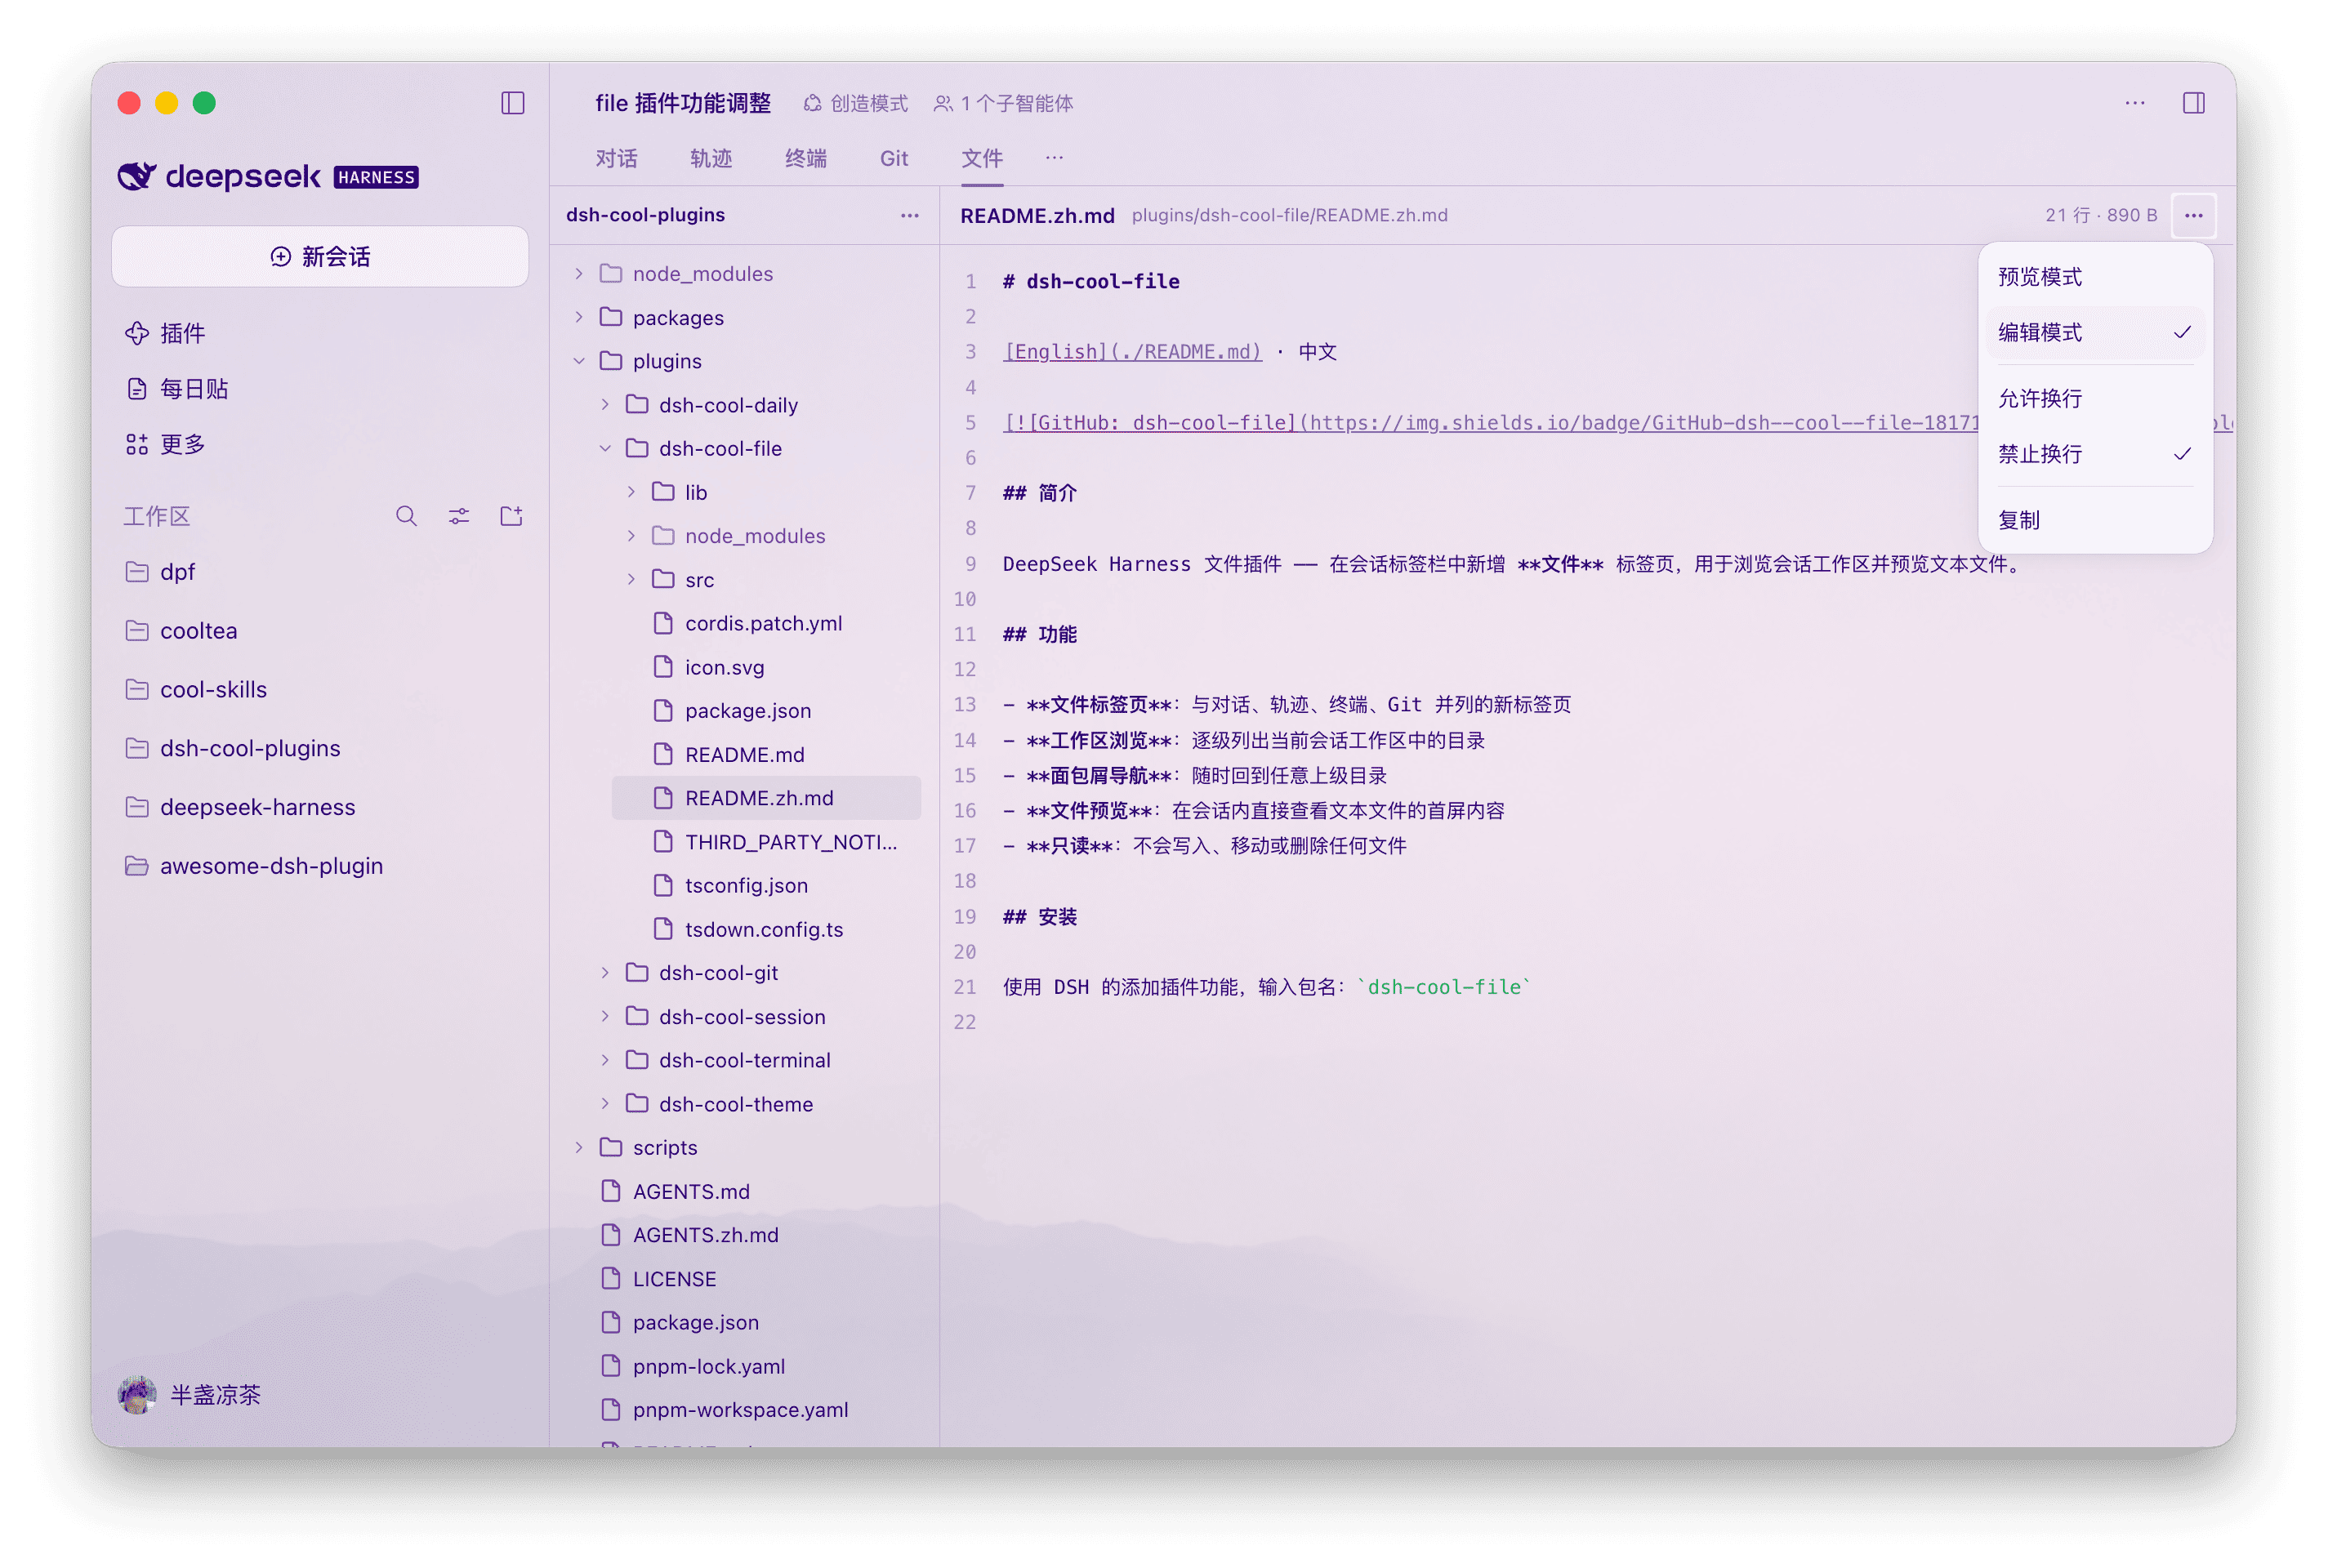 deepseek HARNESS
新会话
插件
每日贴
更多
工作区
dpf
cooltea
cool-skills
dsh-cool-plugins
deepseek-harness
awesome-dsh-plugin
半盏凉茶
file 插件功能调整 创造模式 1 个子智能体
对话 轨迹 终端 Git 文件
dsh-cool-plugins
node_modules
packages
plugins
dsh-cool-daily
dsh-cool-file
lib
node_modules
src
cordis.patch.yml
icon.svg
package.json
README.md
README.zh.md
THIRD_PARTY_NOTI...
tsconfig.json
tsdown.config.ts
dsh-cool-git
dsh-cool-session
dsh-cool-terminal
dsh-cool-theme
scripts
AGENTS.md
AGENTS.zh.md
LICENSE
package.json
pnpm-lock.yaml
pnpm-workspace.yaml
README.zh.md plugins/dsh-cool-file/README.zh.md 21 行 · 890 B
1 # dsh-cool-file
2
3 [English](./README.md) · 中文
4
5 [![GitHub: dsh-cool-file](https://img.shields.io/badge/GitHub-dsh--cool--file-18171
6
7 ## 简介
8
9 DeepSeek Harness 文件插件 —— 在会话标签栏中新增 **文件** 标签页，用于浏览会话工作区并预览文本文件。
10
11 ## 功能
12
13 - **文件标签页**：与对话、轨迹、终端、Git 并列的新标签页
14 - **工作区浏览**：逐级列出当前会话工作区中的目录
15 - **面包屑导航**：随时回到任意上级目录
16 - **文件预览**：在会话内直接查看文本文件的首屏内容
17 - **只读**：不会写入、移动或删除任何文件
18
19 ## 安装
20
21 使用 DSH 的添加插件功能，输入包名：`dsh-cool-file`
22
预览模式
编辑模式
允许换行
禁止换行
复制